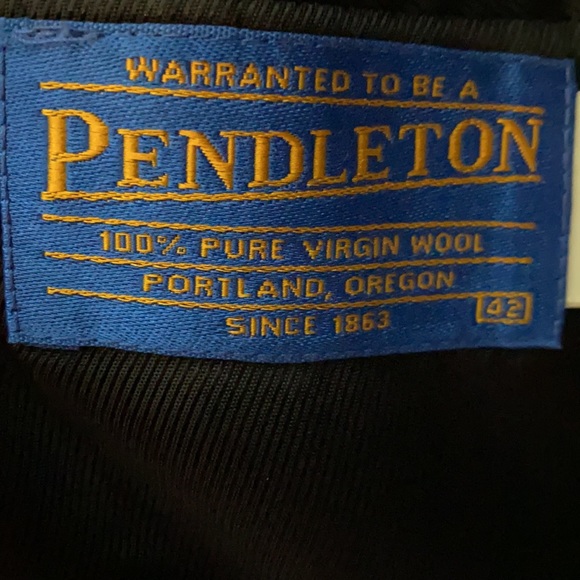 WARRANTED TO BE A
PENDLETON
100% PURE VIRGIN WOOL
PORTLAND, OREGON
SINCE 1863
42